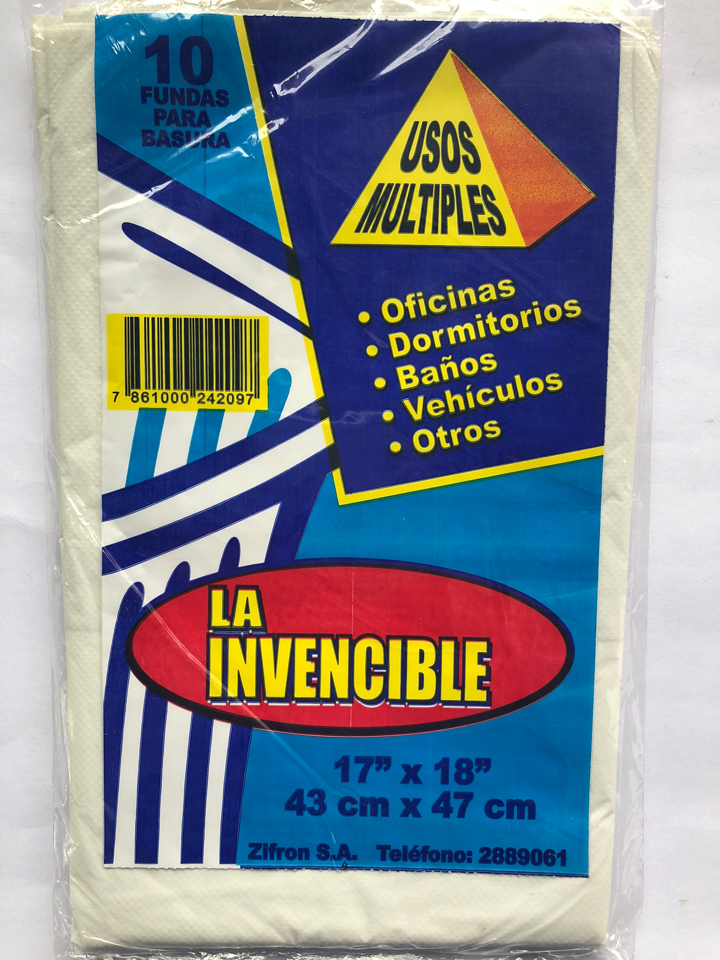 10
FUNDAS
PARA
BASURA
USOS
MULTIPLES
• Oficinas
• Dormitorios
• Baños
• Vehículos
• Otros
7 861000 242097
LA
INVENCIBLE
17" x 18"
43 cm x 47 cm
Zifron S.A. Teléfono: 2889061